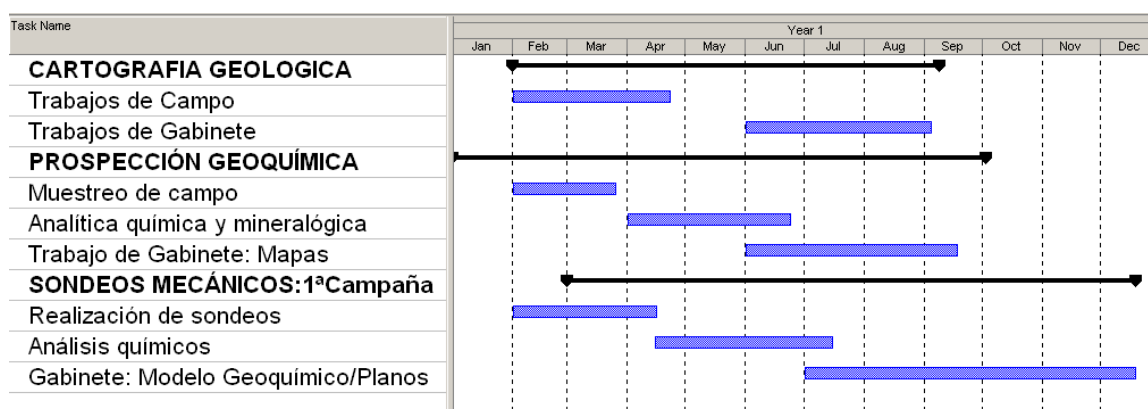 Task Name
Year 1
Jan Feb Mar Apr May Jun Jul Aug Sep Oct Nov Dec
CARTOGRAFIA GEOLOGICA
Trabajos de Campo
Trabajos de Gabinete
PROSPECCIÓN GEOQUÍMICA
Muestreo de campo
Analítica química y mineralógica
Trabajo de Gabinete: Mapas
SONDEOS MECÁNICOS:1ªCampaña
Realización de sondeos
Análisis químicos
Gabinete: Modelo Geoquímico/Planos